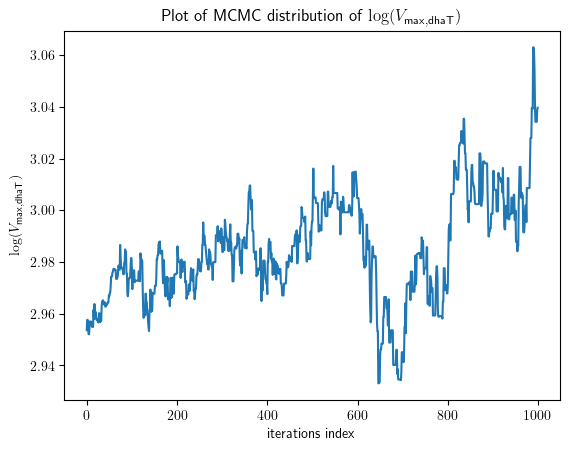 Plot of MCMC distribution of log(V_max,dhaT)
log(V_max,dhaT)
3.06
3.04
3.02
3.00
2.98
2.96
2.94
0 200 400 600 800 1000
iterations index